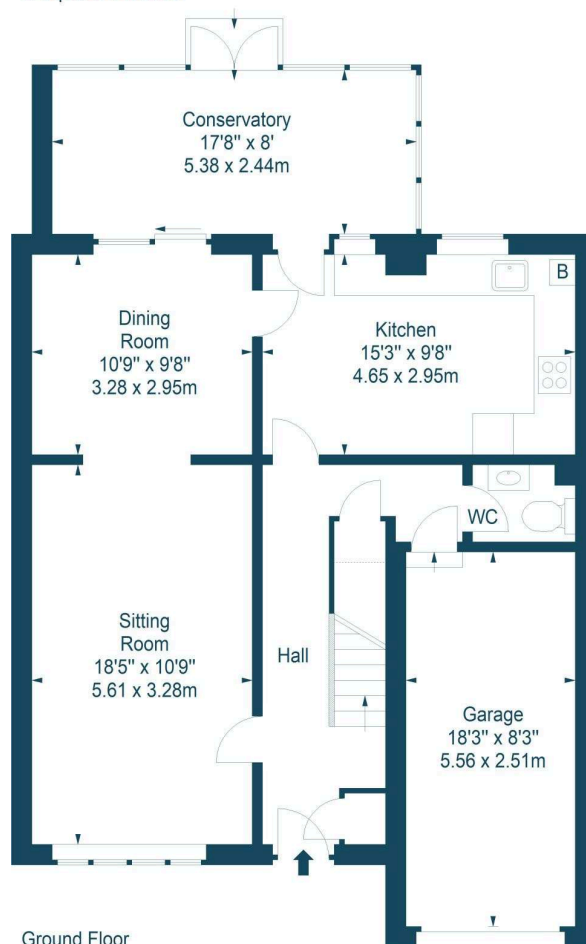 Conservatory
17'8" x 8'
5.38 x 2.44m
Dining
Room
10'9" x 9'8"
3.28 x 2.95m
Kitchen
15'3" x 9'8"
4.65 x 2.95m
B
WC
Sitting
Room
18'5" x 10'9"
5.61 x 3.28m
Hall
Garage
18'3" x 8'3"
5.56 x 2.51m
Ground Floor